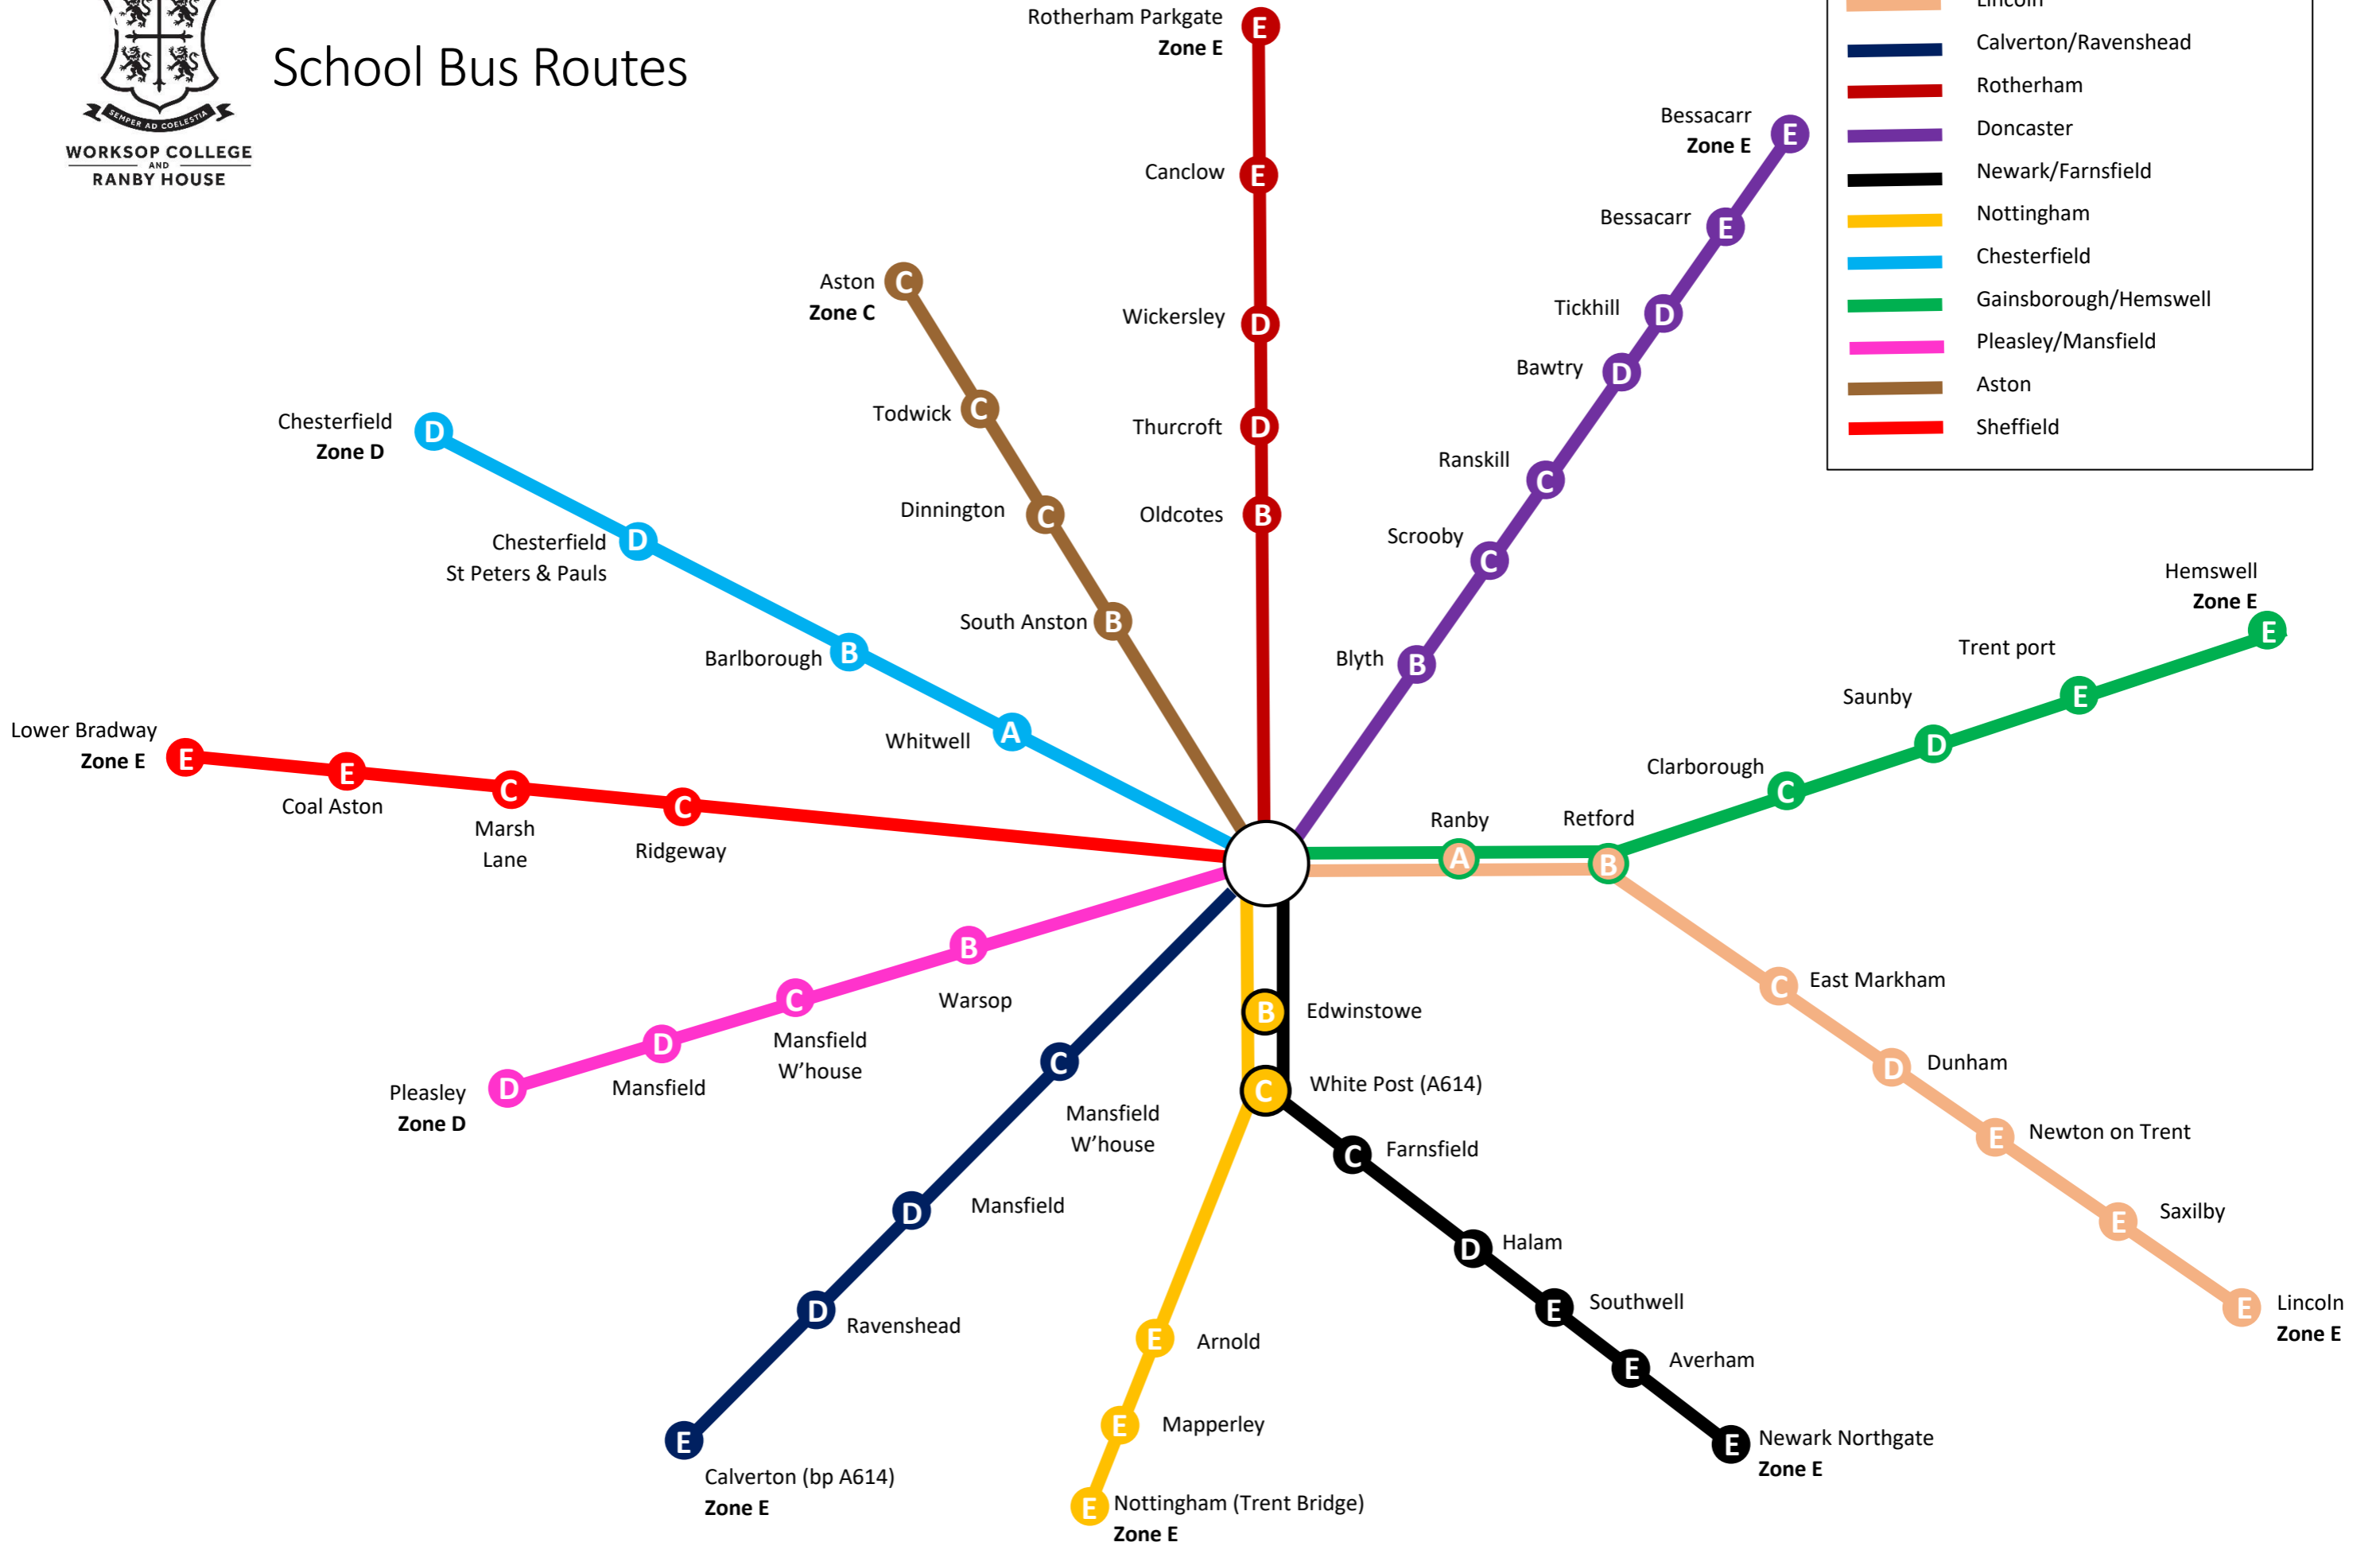 SEMPER AD COELESTIA
WORKSOP COLLEGE
AND
RANBY HOUSE
School Bus Routes
Lincoln
Calverton/Ravenshead
Rotherham
Doncaster
Newark/Farnsfield
Nottingham
Chesterfield
Gainsborough/Hemswell
Pleasley/Mansfield
Aston
Sheffield
Rotherham Parkgate
Zone E
E
Canclow
E
Wickersley
D
Thurcroft
D
Oldcotes
B
Bessacarr
Zone E
E
Bessacarr
E
Tickhill
D
Bawtry
D
Ranskill
C
Scrooby
C
Blyth
B
Aston
Zone C
C
Todwick
C
Dinnington
C
South Anston
B
Chesterfield
Zone D
D
Chesterfield
St Peters & Pauls
D
Barlborough
B
Whitwell
A
Lower Bradway
Zone E
E
E
Coal Aston
C
Marsh
Lane
C
Ridgeway
Hemswell
Zone E
E
Trent port
E
Saunby
D
Clarborough
C
Retford
B
Ranby
A
C
East Markham
D
Dunham
E
Newton on Trent
E
Saxilby
E
Lincoln
Zone E
B
Warsop
C
Mansfield
W'house
D
Mansfield
D
Pleasley
Zone D
C
Mansfield
W'house
D
Mansfield
D
Ravenshead
E
Calverton (bp A614)
Zone E
B
Edwinstowe
C
White Post (A614)
C
Farnsfield
D
Halam
E
Southwell
E
Averham
E
Newark Northgate
Zone E
E
Arnold
E
Mapperley
E
Nottingham (Trent Bridge)
Zone E